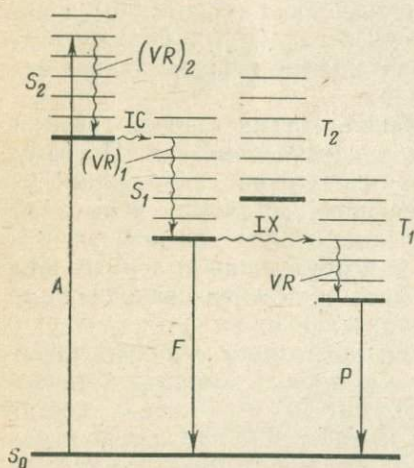 S₂
(VR)₂
IC
T₂
(VR)₁
S₁
IX
T₁
VR
A
F
P
S₀